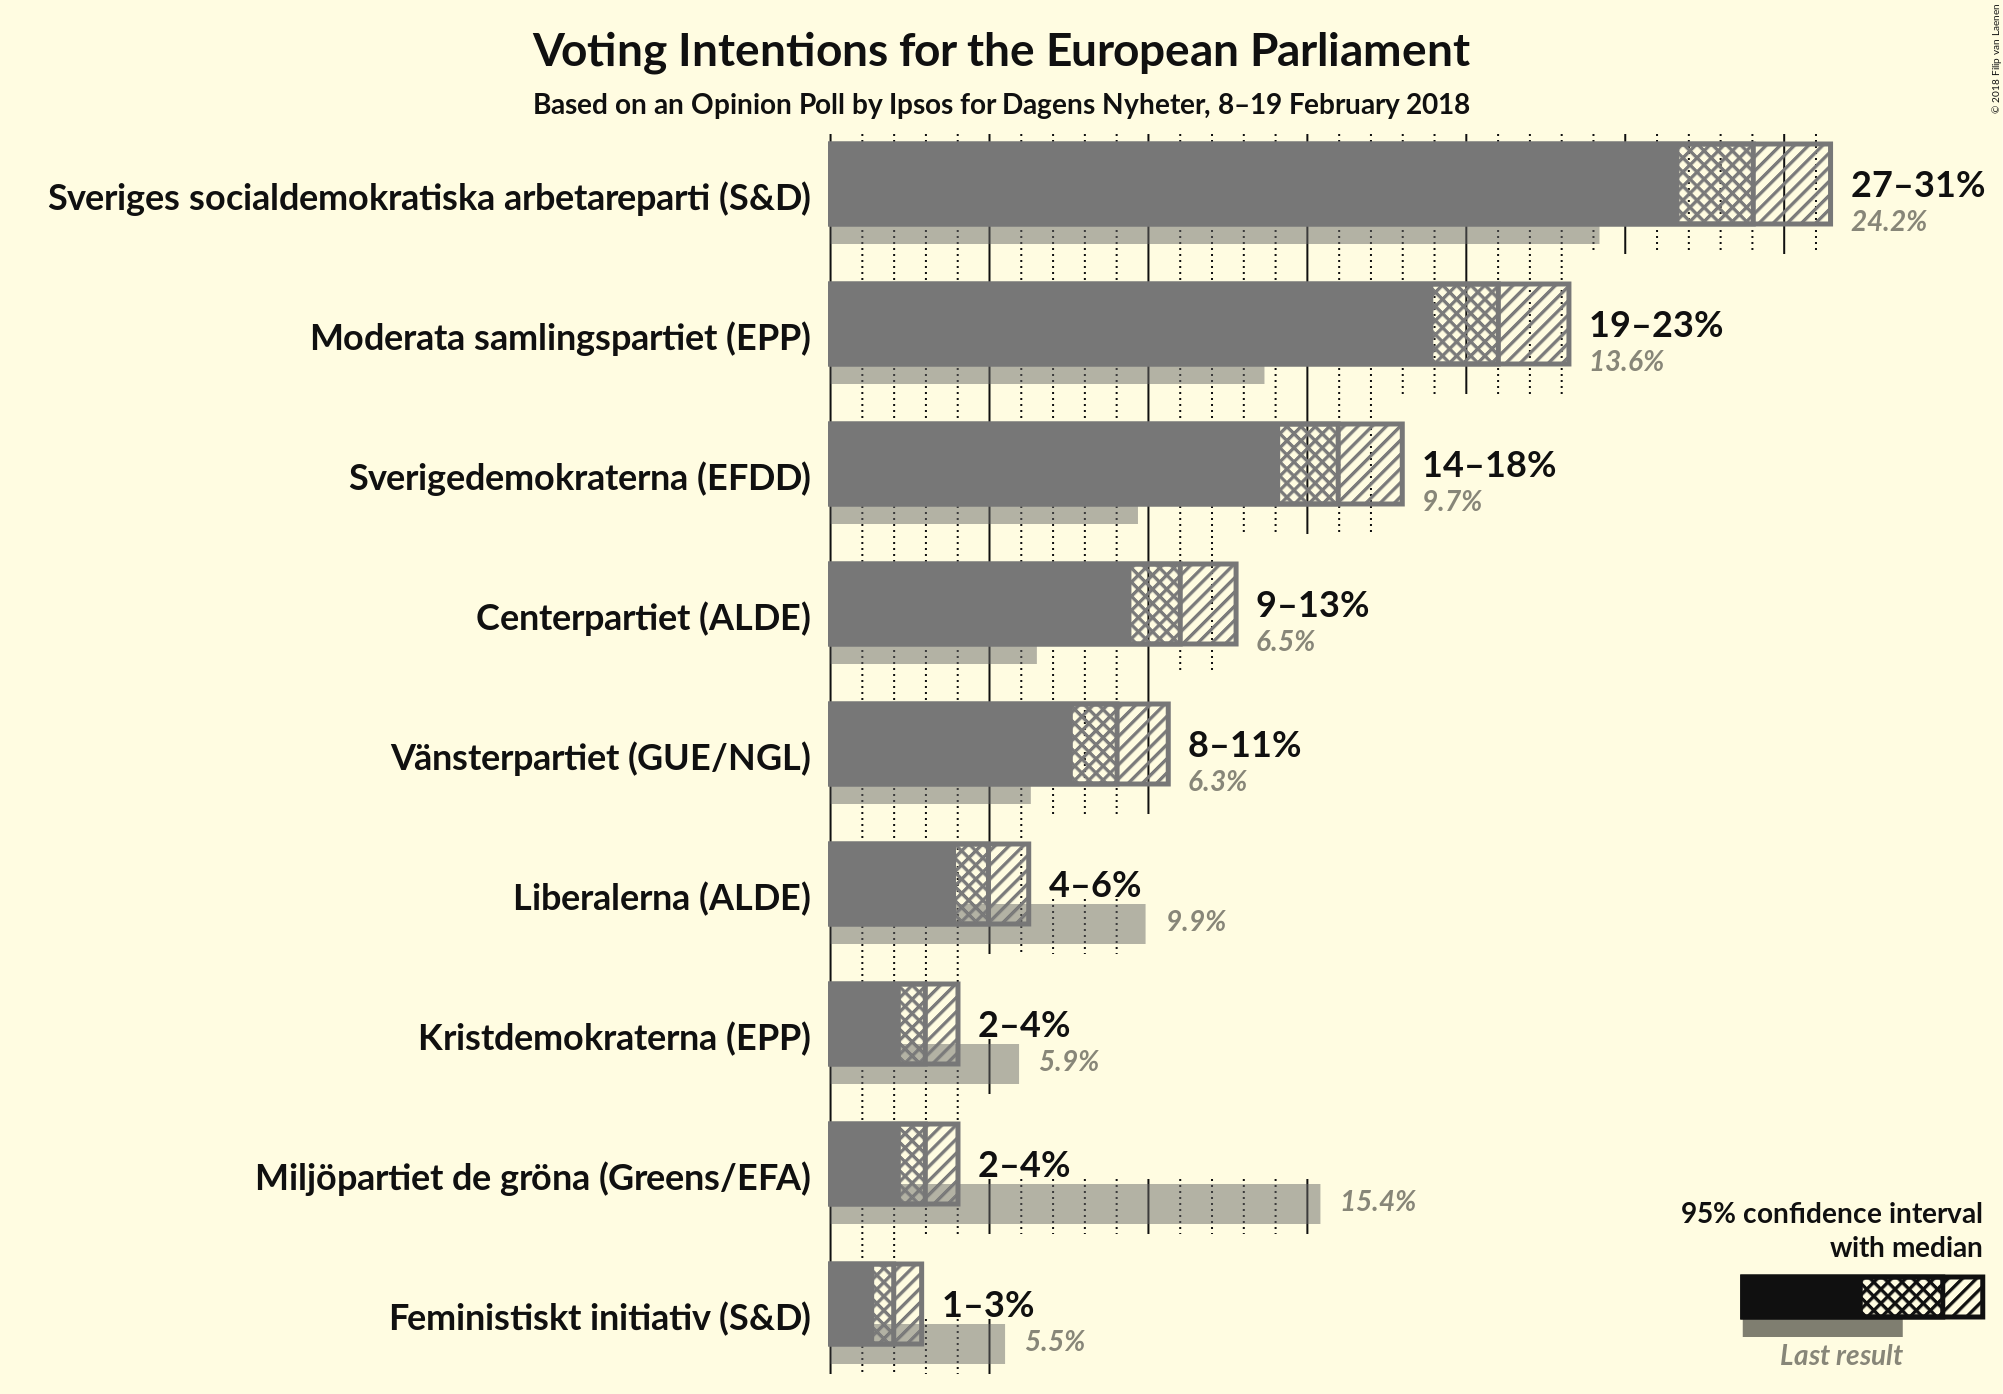 © 2018 Filip van Laenen
Voting Intentions for the European Parliament
Based on an Opinion Poll by Ipsos for Dagens Nyheter, 8–19 February 2018
Sveriges socialdemokratiska arbetareparti (S&D)
27–31%
24.2%
Moderata samlingspartiet (EPP)
19–23%
13.6%
Sverigedemokraterna (EFDD)
14–18%
9.7%
Centerpartiet (ALDE)
9–13%
6.5%
Vänsterpartiet (GUE/NGL)
8–11%
6.3%
Liberalerna (ALDE)
4–6%
9.9%
Kristdemokraterna (EPP)
2–4%
5.9%
Miljöpartiet de gröna (Greens/EFA)
2–4%
15.4%
Feministiskt initiativ (S&D)
1–3%
5.5%
95% confidence interval
with median
Last result